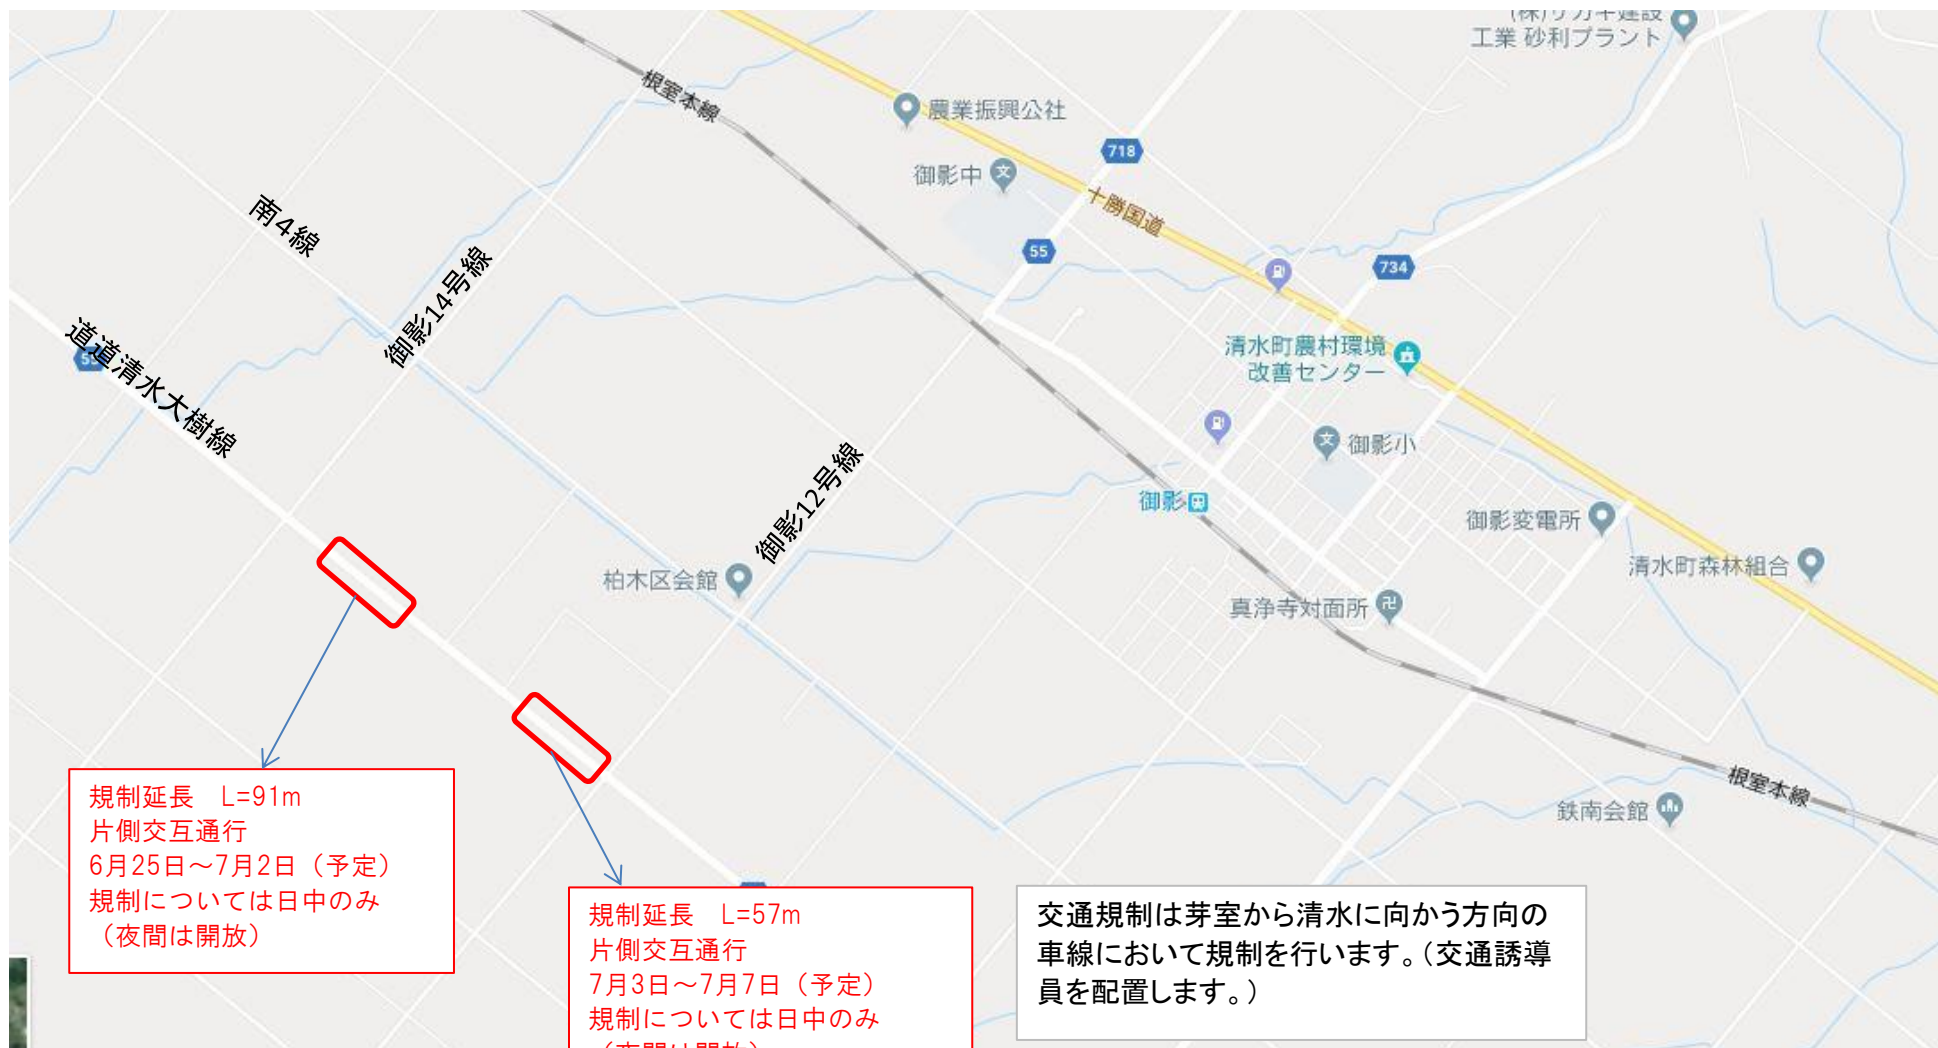 工業 砂利プラント
根室本線
農業振興公社
718
御影中
十勝国道
南4線
55
734
御影14号線
道道清水大樹線
清水町農村環境
改善センター
御影小
御影12号線
御影
御影変電所
柏木区会館
清水町森林組合
真浄寺対面所
根室本線
鉄南会館
規制延長 L=91m
片側交互通行
6月25日～7月2日（予定）
規制については日中のみ
（夜間は開放）
規制延長 L=57m
片側交互通行
7月3日～7月7日（予定）
規制については日中のみ
（夜間は開放）
交通規制は芽室から清水に向かう方向の
車線において規制を行います。（交通誘導
員を配置します。）